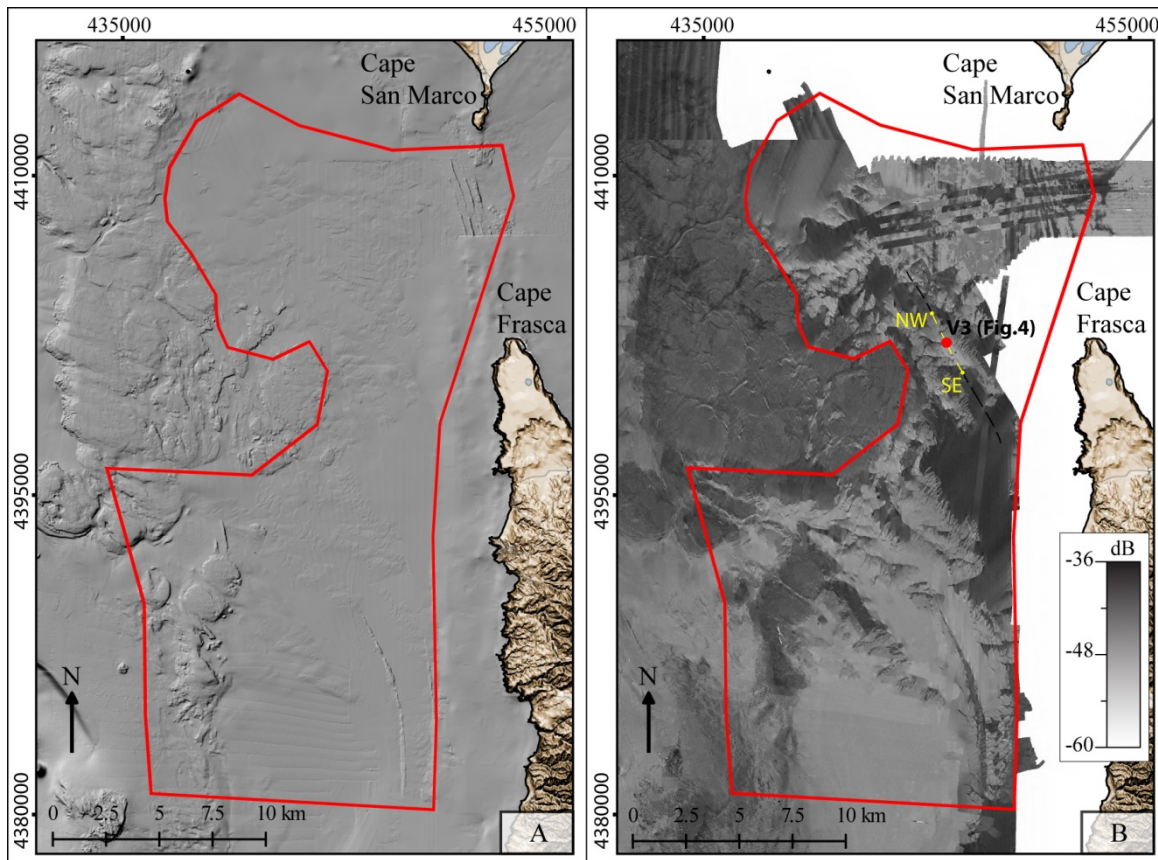 435000
455000
435000
455000
Cape
San Marco
Cape
San Marco
4410000
4410000
Cape
Frasca
Cape
Frasca
NW
V3 (Fig.4)
SE
4395000
4395000
dB
-36
-48
-60
N
N
0
2.5
5
7.5
10 km
0
2.5
5
7.5
10 km
4380000
4380000
A
B